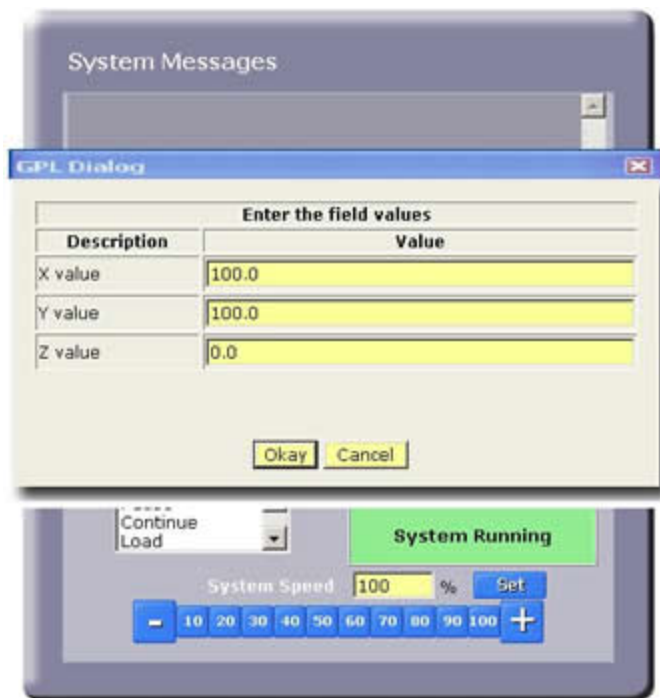 System Messages
GPL Dialog
Enter the field values
Description Value
X value 100.0
Y value 100.0
Z value 0.0
Okay Cancel
Continue
Load
System Running
System Speed 100 % Set
- 10 20 30 40 50 60 70 80 90 100 +